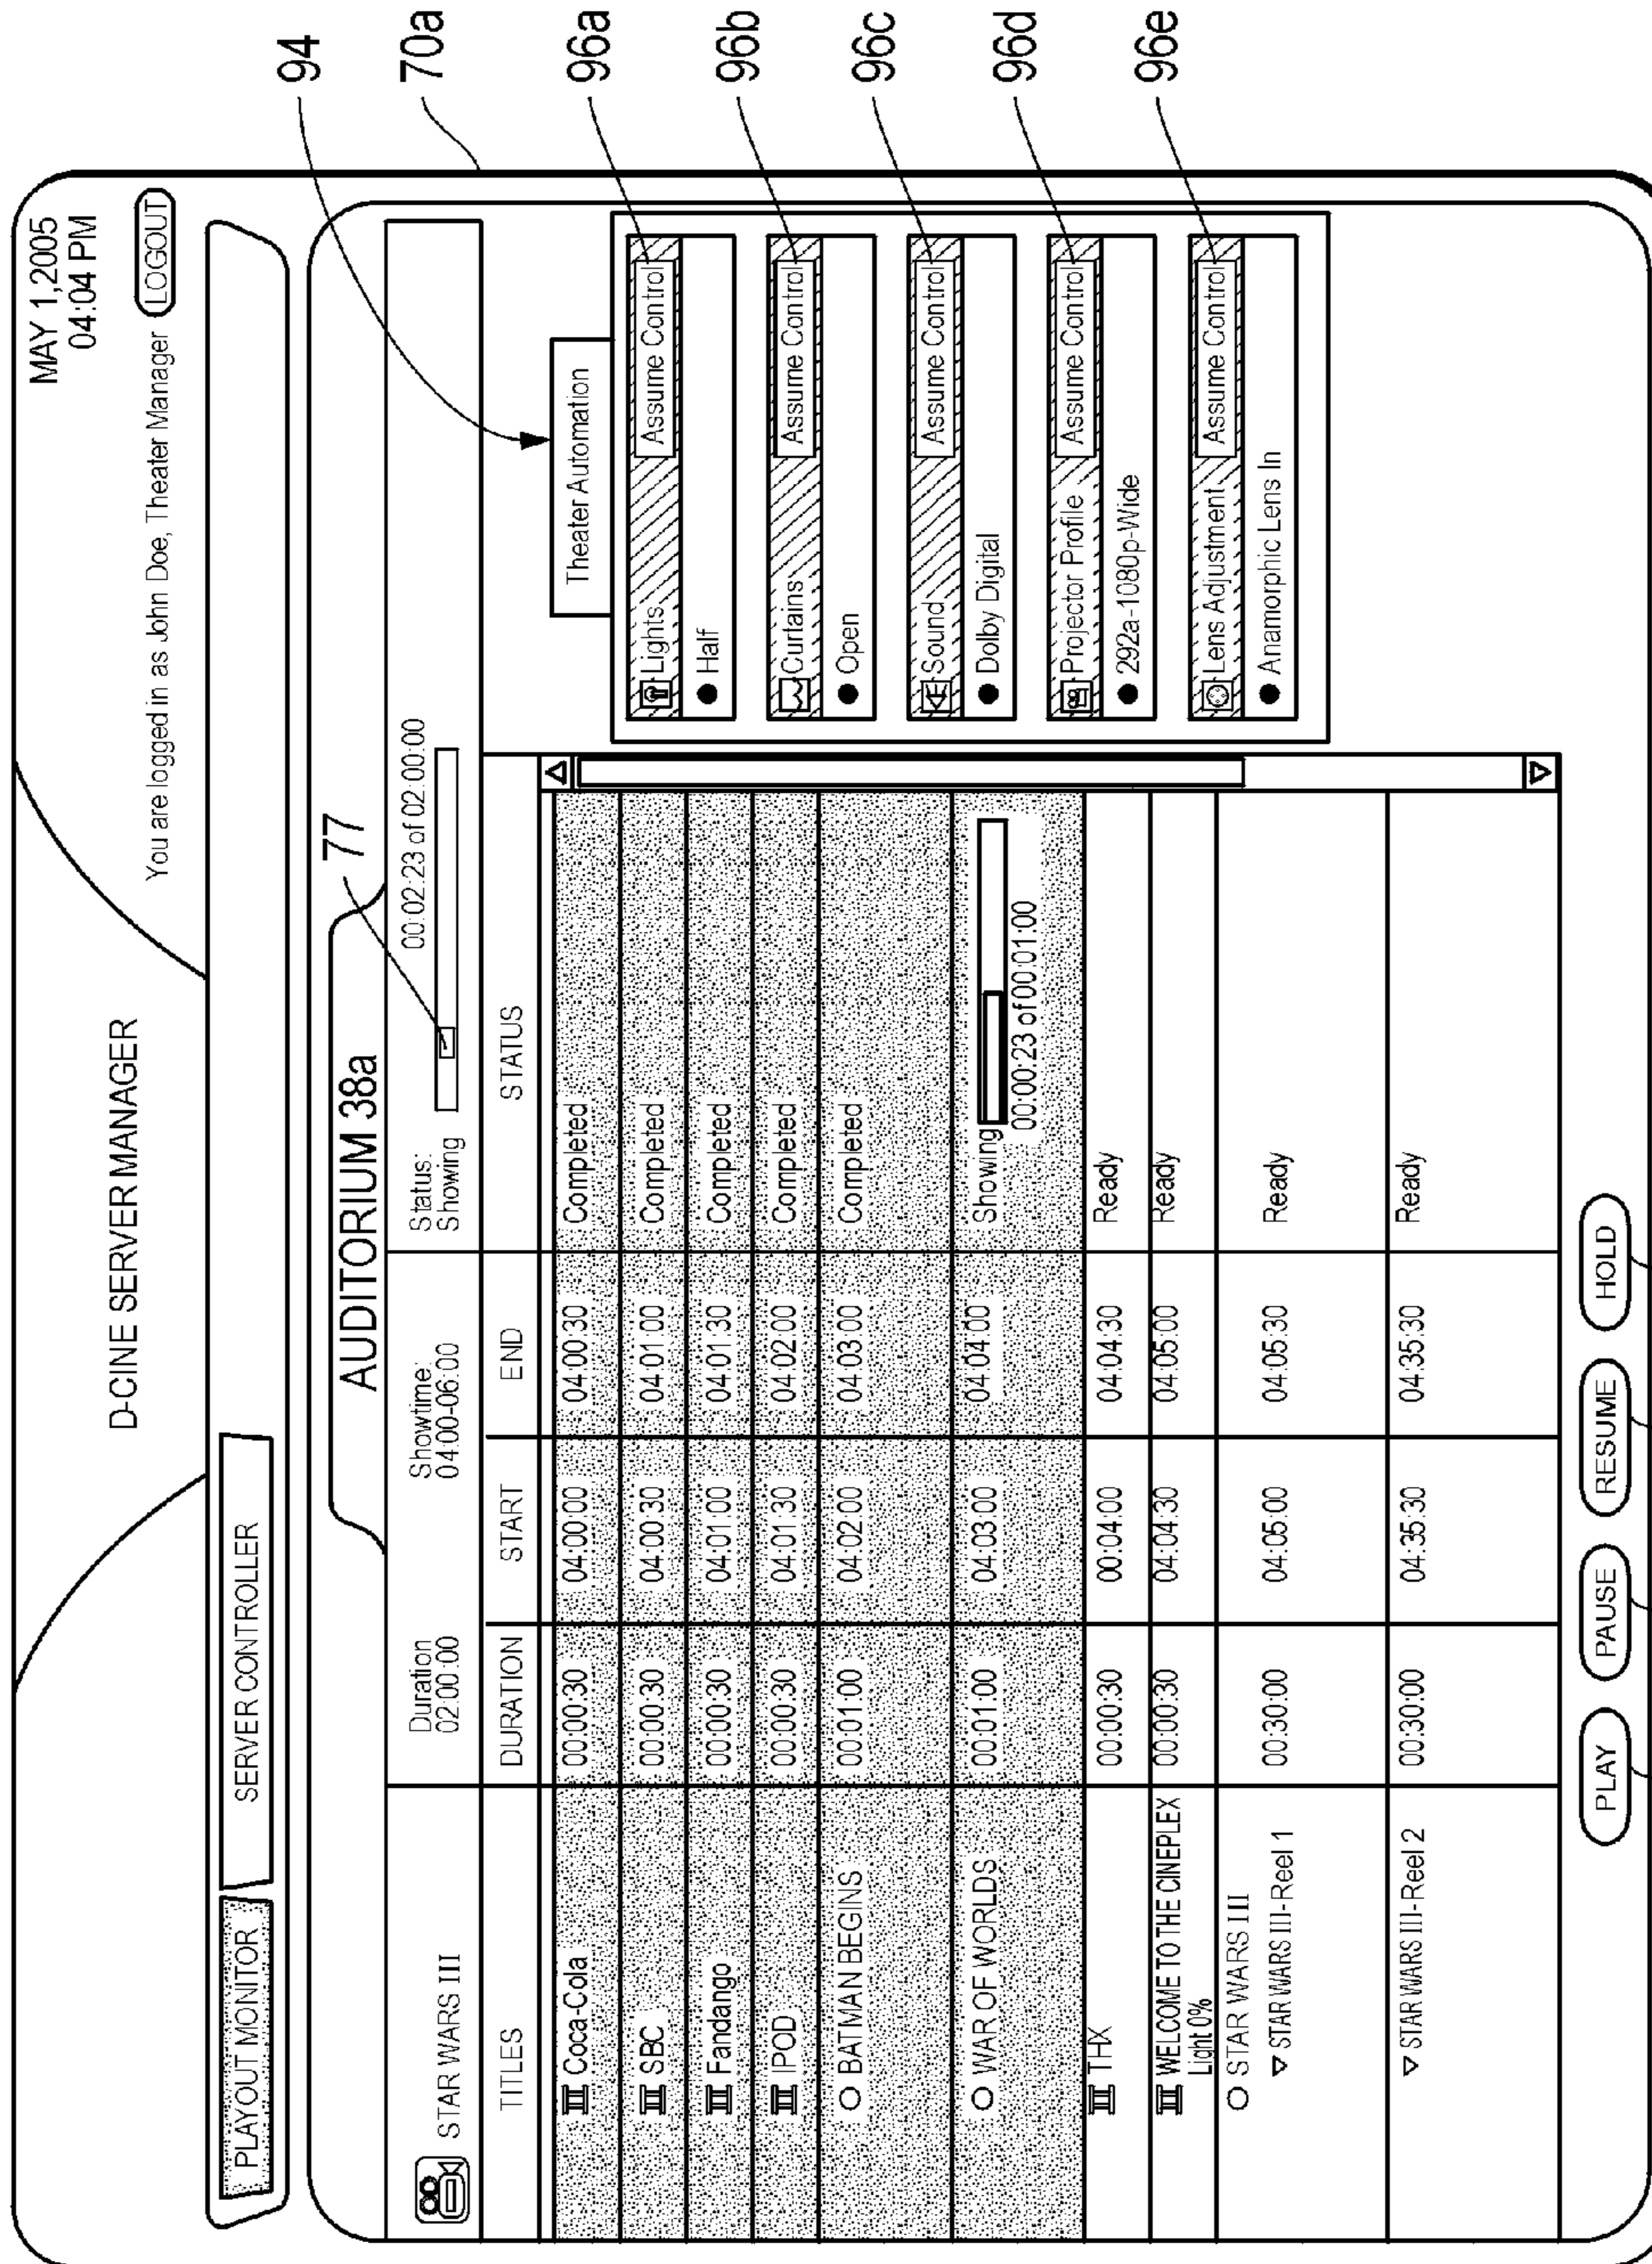 D-CINE SERVER MANAGER
MAY 1,2005
04:04 PM
You are logged in as John Doe, Theater Manager LOGOUT
PLAYOUT MONITOR SERVER CONTROLLER
94
70a
AUDITORIUM 38a
77
STAR WARS III
Duration
02:00:00
Showtime:
04:00-06:00
Status:
Showing
00:02:23 of 02:00:00
TITLES DURATION START END STATUS
Coca-Cola 00:00:30 04:00:00 04:00:30 Completed
SBC 00:00:30 04:00:30 04:01:00 Completed
Fandango 00:00:30 04:01:00 04:01:30 Completed
IPOD 00:00:30 04:01:30 04:02:00 Completed
BATMAN BEGINS 00:01:00 04:02:00 04:03:00 Completed
WAR OF WORLDS 00:01:00 04:03:00 04:04:00 Showing
00:00:23 of 00:01:00
THX 00:00:30 00:04:00 04:04:30 Ready
WELCOME TO THE CINEPLEX 00:00:30 04:04:30 04:05:00 Ready
Light 0%
STAR WARS III
STAR WARS III-Reel 1 00:30:00 04:05:00 04:05:30 Ready
STAR WARS III-Reel 2 00:30:00 04:35:30 04:35:30 Ready
Theater Automation
Lights Assume Control 96a
Half
Curtains Assume Control 96b
Open
Sound Assume Control 96c
Dolby Digital
Projector Profile Assume Control 96d
292a-1080p-Wide
Lens Adjustment Assume Control 96e
Anamorphic Lens In
PLAY PAUSE RESUME HOLD